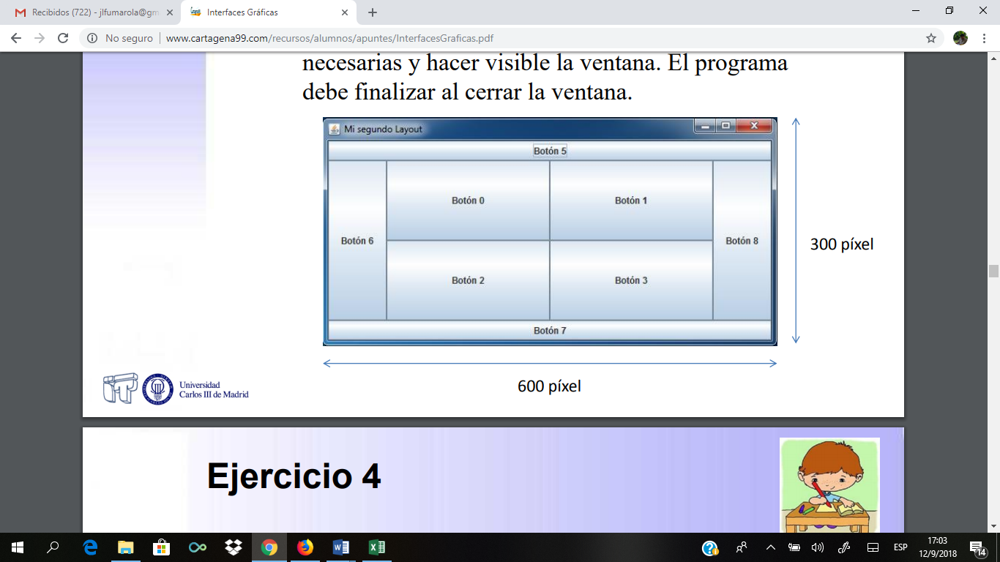 Recibidos (722) - jlfumarola@gm
Interfaces Gráficas
No seguro
www.cartagena99.com/recursos/alumnos/apuntes/InterfacesGraficas.pdf
necesarias y hacer visible la ventana. El programa
debe finalizar al cerrar la ventana.
Mi segundo Layout
Botón 5
Botón 0
Botón 1
Botón 6
Botón 8
Botón 2
Botón 3
Botón 7
300 píxel
600 píxel
Universidad
Carlos III de Madrid
Ejercicio 4
ESP
17:03
12/9/2018
14